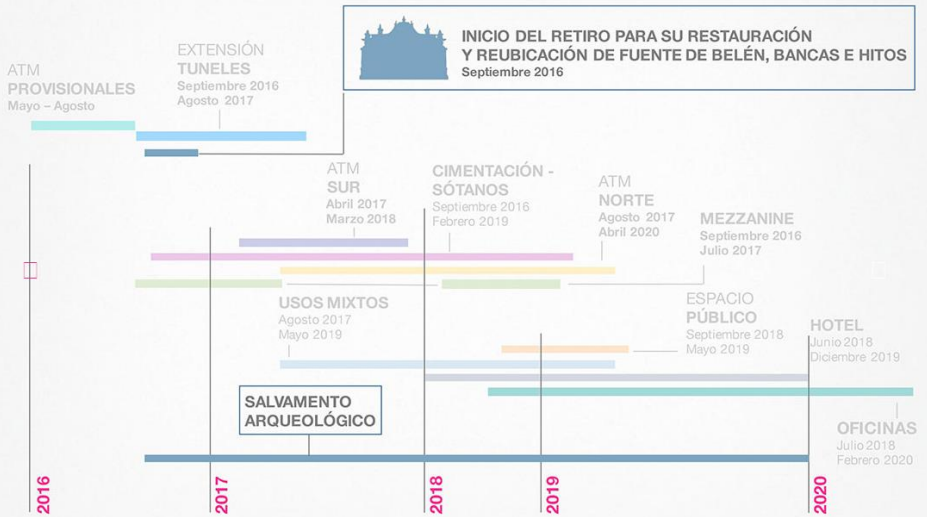 INICIO DEL RETIRO PARA SU RESTAURACIÓN
Y REUBICACIÓN DE FUENTE DE BELÉN, BANCAS E HITOS
Septiembre 2016
ATM
PROVISIONALES
Mayo – Agosto
EXTENSIÓN
TUNELES
Septiembre 2016
Agosto 2017
ATM
SUR
Abril 2017
Marzo 2018
CIMENTACIÓN -
SÓTANOS
Septiembre 2016
Febrero 2019
ATM
NORTE
Agosto 2017
Abril 2020
MEZZANINE
Septiembre 2016
Julio 2017
USOS MIXTOS
Agosto 2017
Mayo 2019
ESPACIO
PÚBLICO
Septiembre 2018
Mayo 2019
HOTEL
Junio 2018
Diciembre 2019
SALVAMENTO
ARQUEOLÓGICO
OFICINAS
Julio 2018
Febrero 2020
2016
2017
2018
2019
2020